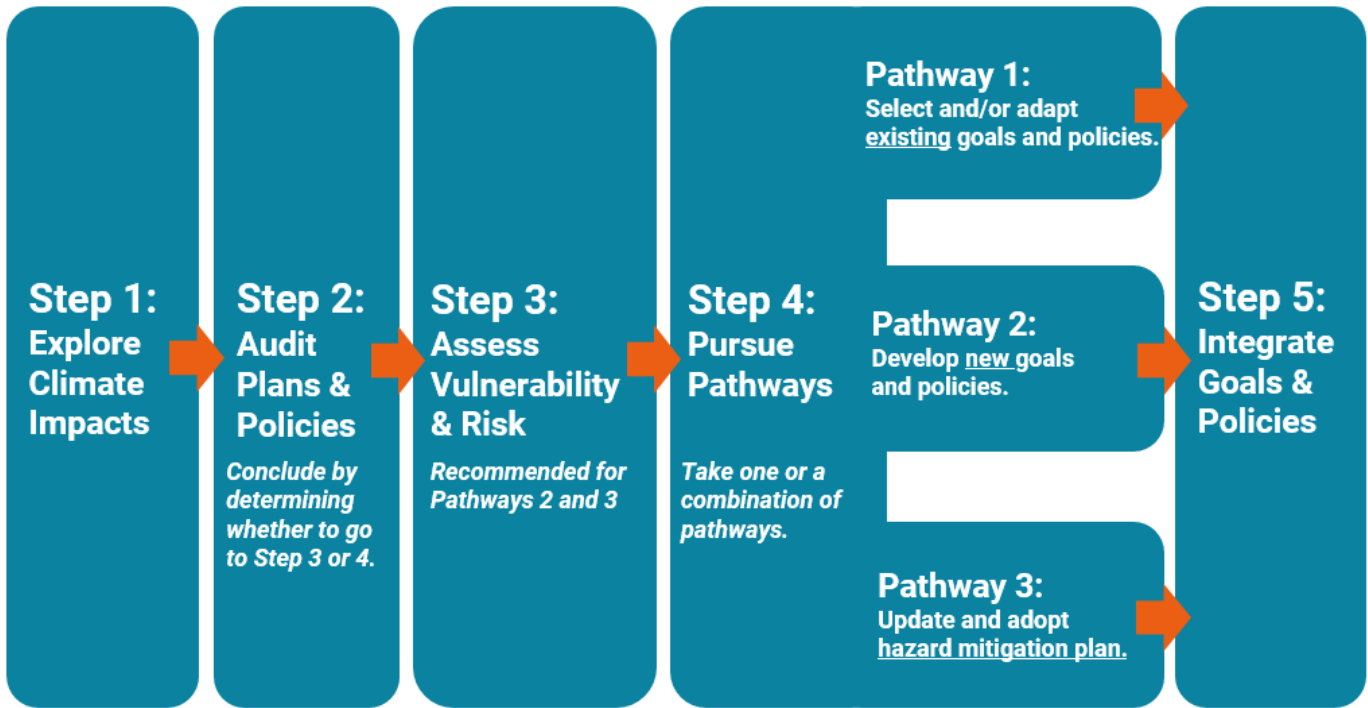 Step 1:
Explore
Climate
Impacts
Step 2:
Audit
Plans &
Policies
Conclude by
determining
whether to go
to Step 3 or 4.
Step 3:
Assess
Vulnerability
& Risk
Recommended for
Pathways 2 and 3
Step 4:
Pursue
Pathways
Take one or a
combination of
pathways.
Pathway 1:
Select and/or adapt
existing goals and policies.
Pathway 2:
Develop new goals
and policies.
Pathway 3:
Update and adopt
hazard mitigation plan.
Step 5:
Integrate
Goals &
Policies